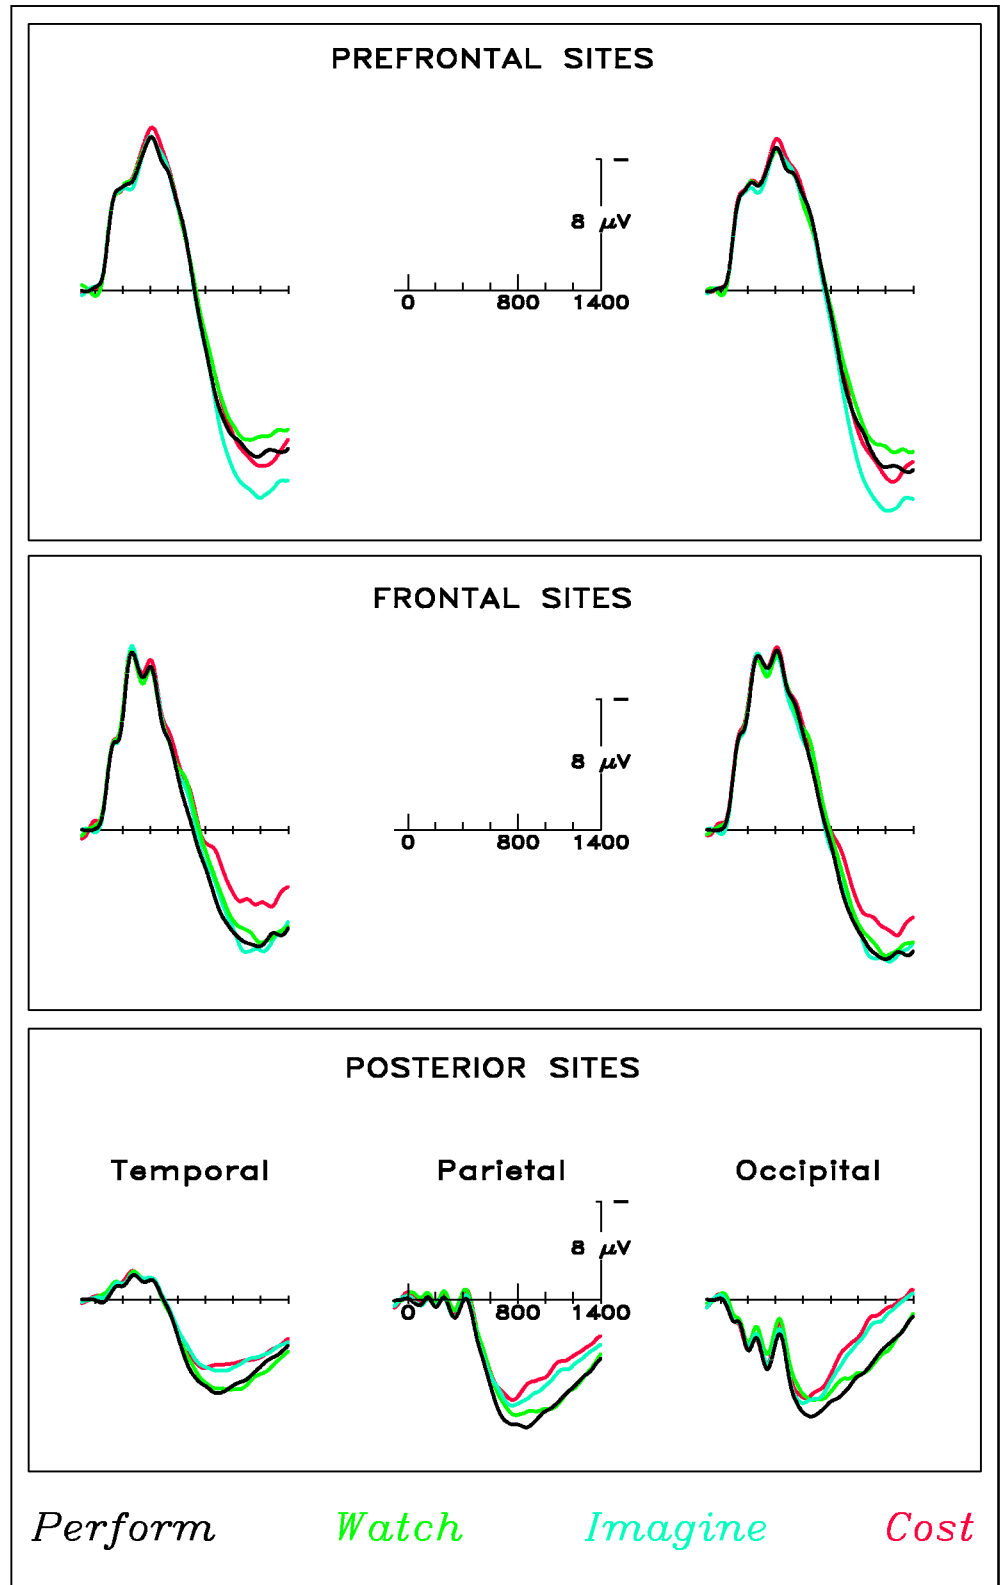 PREFRONTAL SITES
8 μV
0 800 1400
FRONTAL SITES
8 μV
0 800 1400
POSTERIOR SITES
Temporal Parietal Occipital
8 μV
0 800 1400
Perform Watch Imagine Cost